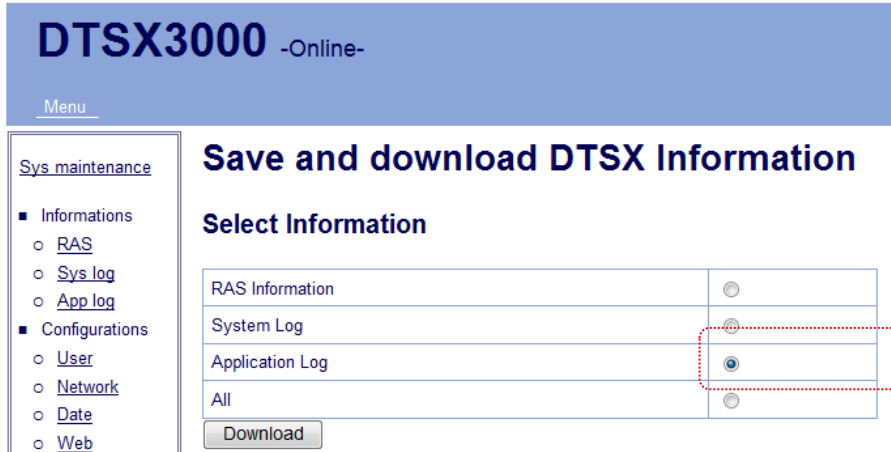 DTSX3000 -Online-
Menu
Sys maintenance
Informations
RAS
Sys log
App log
Configurations
User
Network
Date
Web
Save and download DTSX Information
Select Information
RAS Information
System Log
Application Log
All
Download